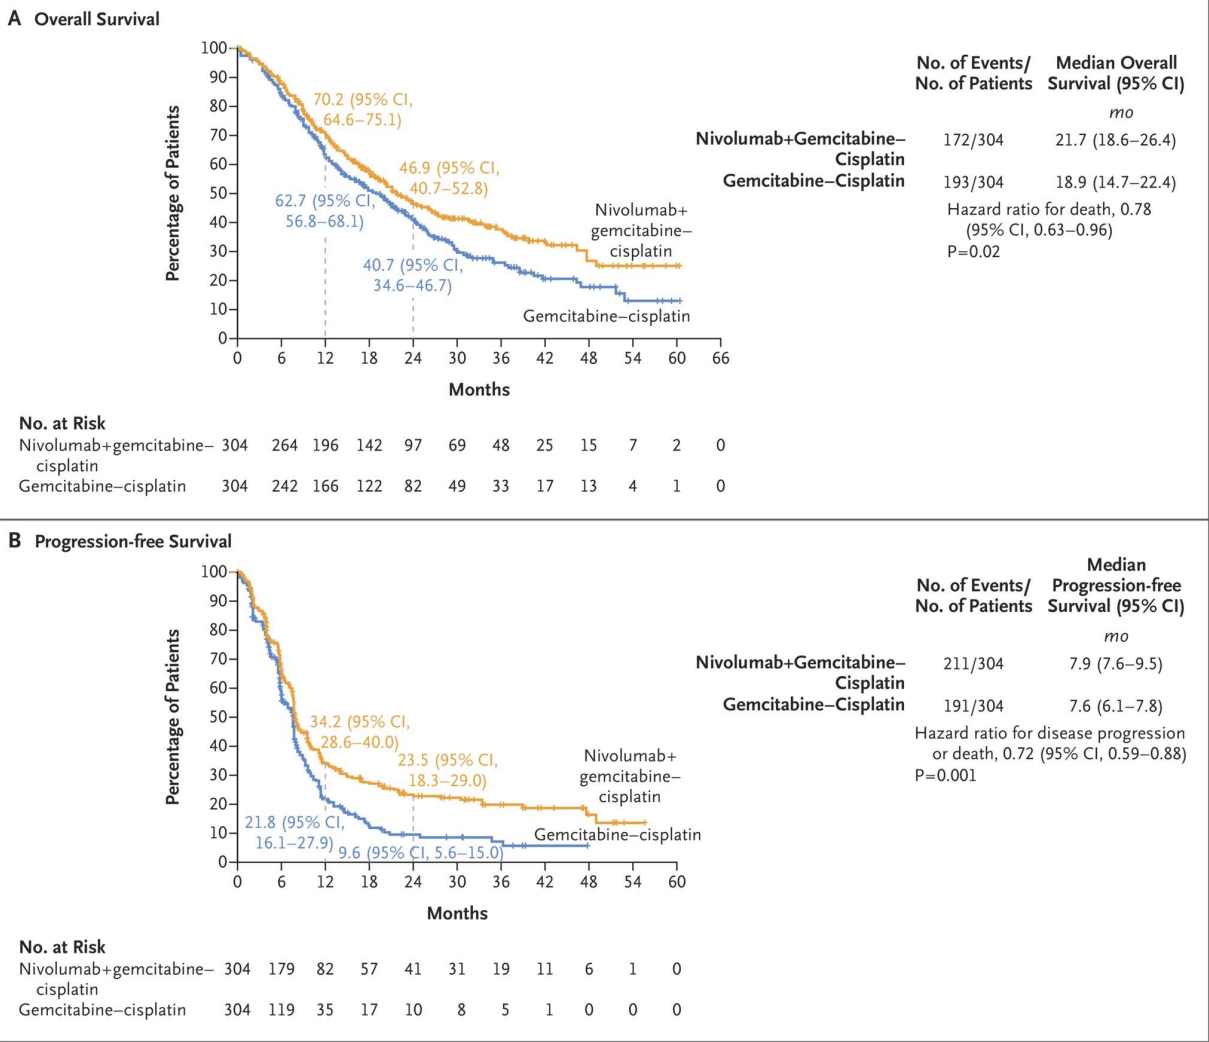 A Overall Survival
Percentage of Patients
100
90
80
70
60
50
40
30
20
10
0
70.2 (95% CI,
64.6–75.1)
46.9 (95% CI,
40.7–52.8)
62.7 (95% CI,
56.8–68.1)
40.7 (95% CI,
34.6–46.7)
Nivolumab+
gemcitabine–
cisplatin
Gemcitabine–cisplatin
0 6 12 18 24 30 36 42 48 54 60 66
Months
No. of Events/
No. of Patients
Median Overall
Survival (95% CI)
mo
Nivolumab+Gemcitabine–
Cisplatin
172/304 21.7 (18.6–26.4)
Gemcitabine–Cisplatin 193/304 18.9 (14.7–22.4)
Hazard ratio for death, 0.78
(95% CI, 0.63–0.96)
P=0.02
No. at Risk
Nivolumab+gemcitabine–
cisplatin
304 264 196 142 97 69 48 25 15 7 2 0
Gemcitabine–cisplatin 304 242 166 122 82 49 33 17 13 4 1 0
B Progression-free Survival
Percentage of Patients
100
90
80
70
60
50
40
30
20
10
0
34.2 (95% CI,
28.6–40.0)
23.5 (95% CI,
18.3–29.0)
21.8 (95% CI,
16.1–27.9)
9.6 (95% CI, 5.6–15.0)
Nivolumab+
gemcitabine–
cisplatin
Gemcitabine–cisplatin
0 6 12 18 24 30 36 42 48 54 60
Months
No. of Events/
No. of Patients
Median
Progression-free
Survival (95% CI)
mo
Nivolumab+Gemcitabine–
Cisplatin
211/304 7.9 (7.6–9.5)
Gemcitabine–Cisplatin 191/304 7.6 (6.1–7.8)
Hazard ratio for disease progression
or death, 0.72 (95% CI, 0.59–0.88)
P=0.001
No. at Risk
Nivolumab+gemcitabine–
cisplatin
304 179 82 57 41 31 19 11 6 1 0
Gemcitabine–cisplatin 304 119 35 17 10 8 5 1 0 0 0